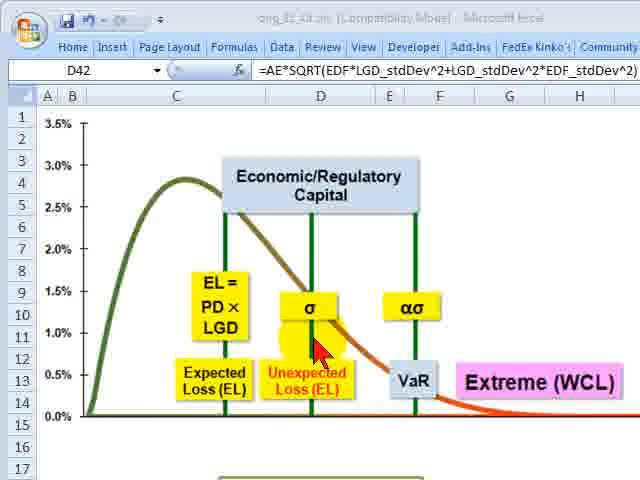 [Compatibility Mode] - Microsoft Excel
Home Insert Page Layout Formulas Data Review View Developer Add-Ins FedEx Kinko's Community
D42 =AE*SQRT(EDF*LGD_stdDev^2+LGD_stdDev^2*EDF_stdDev^2)
A B C D E F G H
1
2
3
4
5
6
7
8
9
10
11
12
13
14
15
16
17
3.5%
3.0%
2.5%
2.0%
1.5%
1.0%
0.5%
0.0%
Economic/Regulatory
Capital
EL =
PD ×
LGD
σ
ασ
Expected
Loss (EL)
Unexpected
Loss (EL)
VaR
Extreme (WCL)